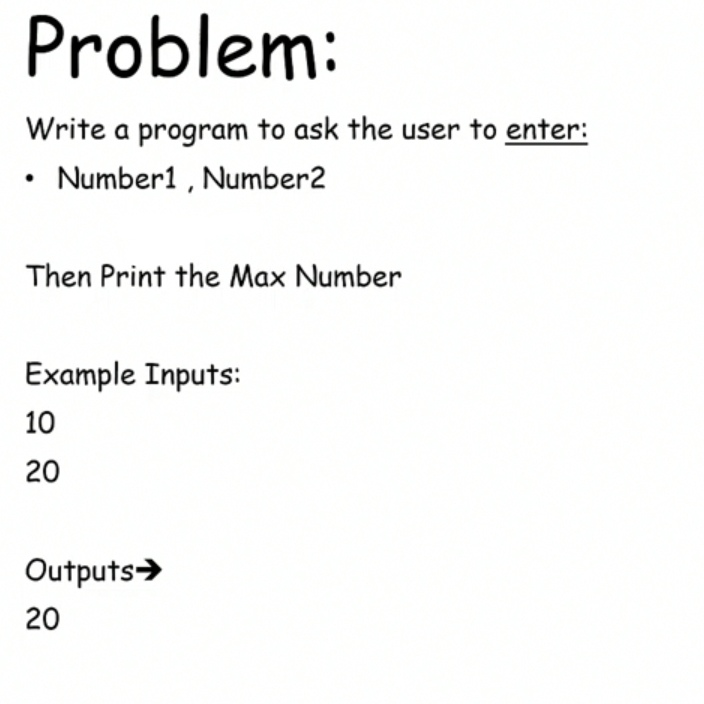 Problem:
Write a program to ask the user to enter:
• Number1 , Number2
Then Print the Max Number
Example Inputs:
10
20
Outputs➔
20